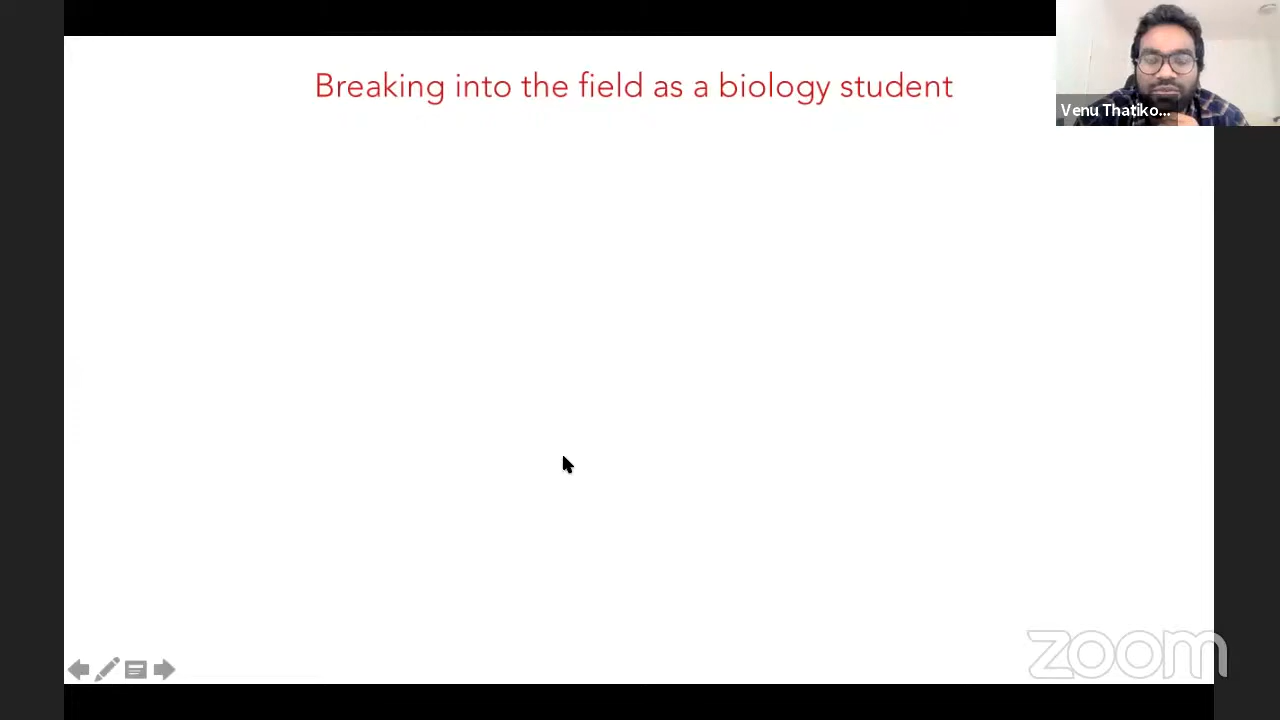 Breaking into the field as a biology student
Venu Thatiko...
zoom